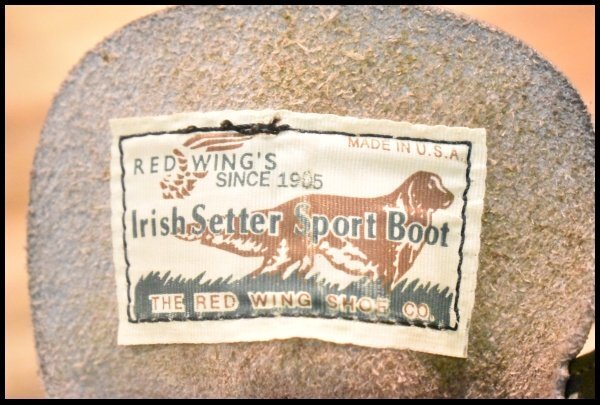 MADE IN U.S.A.
RED WING'S
SINCE 1905
Irish Setter Sport Boot
THE RED WING SHOE CO.